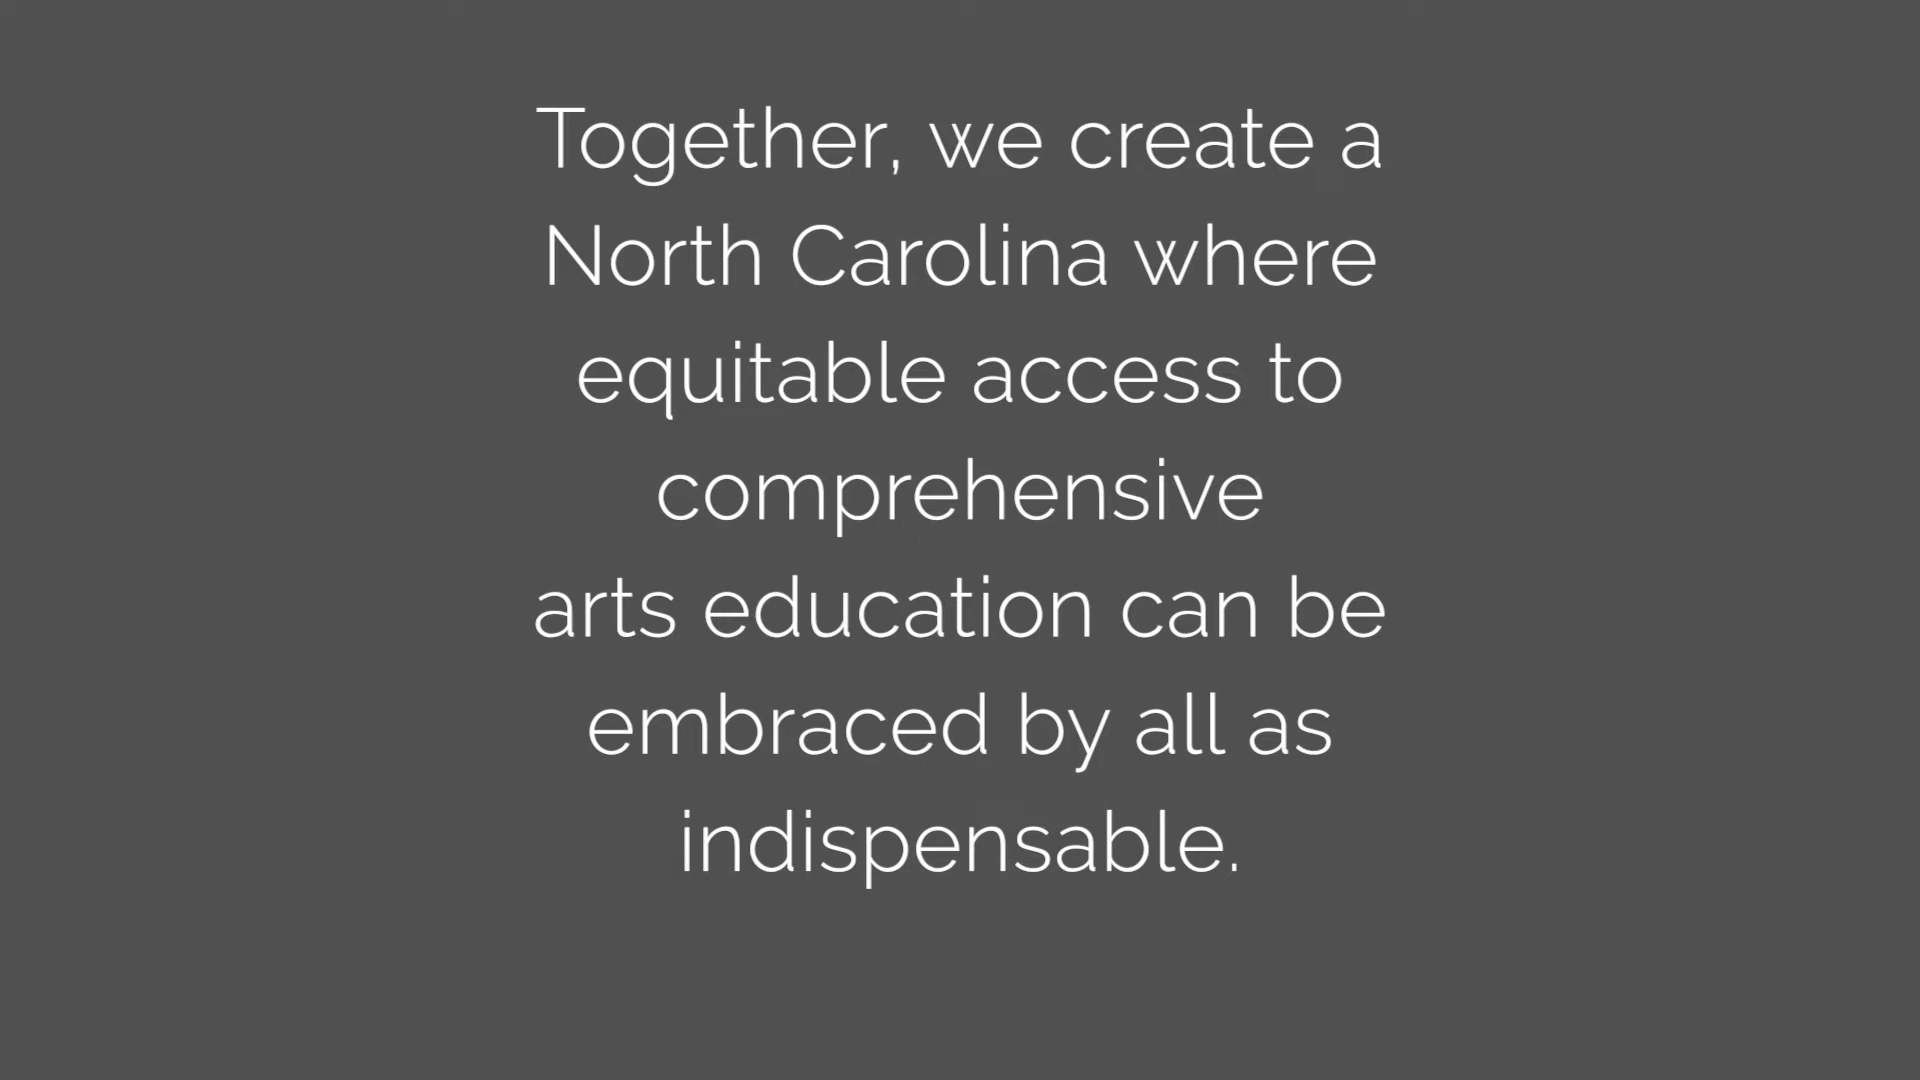 Together, we create a
North Carolina where
equitable access to
comprehensive
arts education can be
embraced by all as
indispensable.